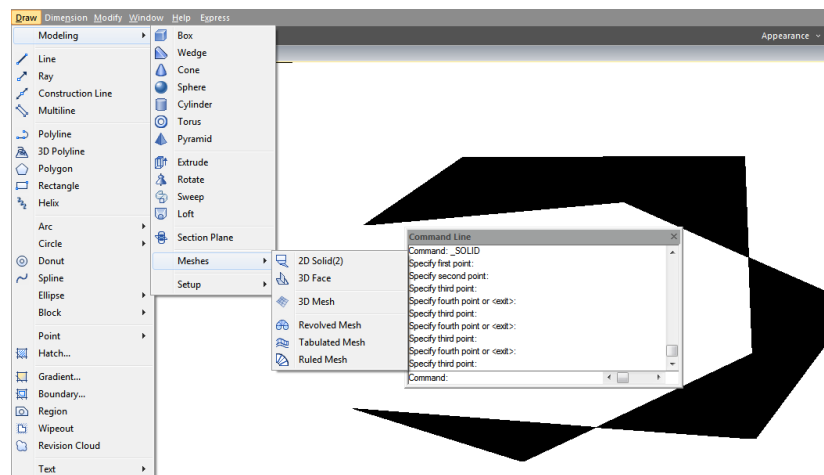 Draw Dimension Modify Window Help Express
Appearance
Modeling
Line
Ray
Construction Line
Multiline
Polyline
3D Polyline
Polygon
Rectangle
Helix
Arc
Circle
Donut
Spline
Ellipse
Block
Point
Hatch...
Gradient...
Boundary...
Region
Wipeout
Revision Cloud
Text
Box
Wedge
Cone
Sphere
Cylinder
Torus
Pyramid
Extrude
Rotate
Sweep
Loft
Section Plane
Meshes
Setup
2D Solid(2)
3D Face
3D Mesh
Revolved Mesh
Tabulated Mesh
Ruled Mesh
Command Line
Command: _SOLID
Specify first point:
Specify second point:
Specify third point:
Specify fourth point or <exit>:
Specify third point:
Specify fourth point or <exit>:
Specify third point:
Specify fourth point or <exit>:
Specify third point:
Command: